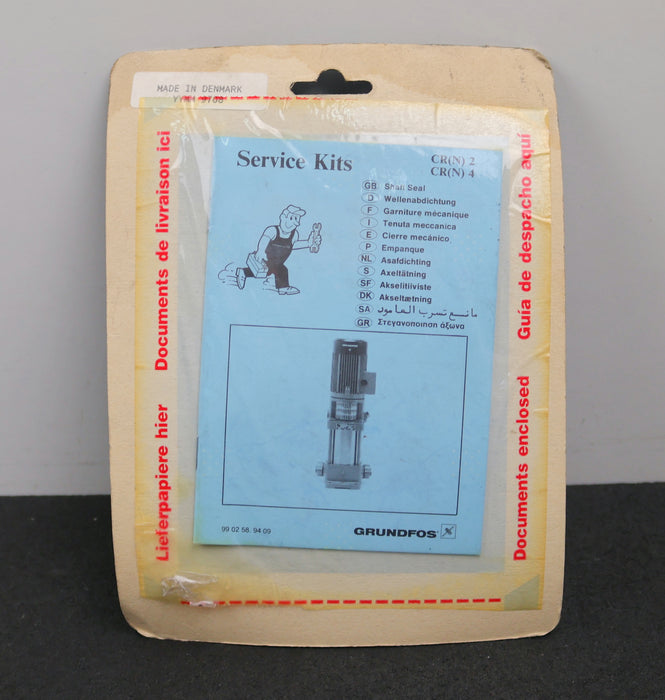 MADE IN DENMARK
Documents de livraison ici
Lieferpapiere hier
Service Kits
CR(N) 2
CR(N) 4
GB Shaft Seal
D Wellenabdichtung
F Garniture mécanique
I Tenuta meccanica
E Cierre mecánico
P Empanque
NL Asafdichting
S Axeltätning
SF Akselitiiviste
DK Akseltætning
SA مانع تسرب العامود
GR Στεγανοποιηση άξωνα
99 02 58. 94 09
GRUNDFOS
Guía de despacho aquí
Documents enclosed